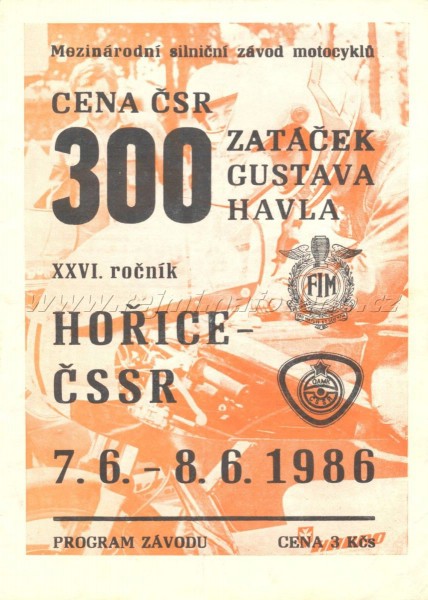 Mezinárodní silniční závod motocyklů
CENA ČSR
300 ZATÁČEK
GUSTAVA
HAVLA
XXVI. ročník
FIM
HOŘICE-
ČSSR
7. 6. - 8. 6. 1986
PROGRAM ZÁVODU CENA 3 Kčs